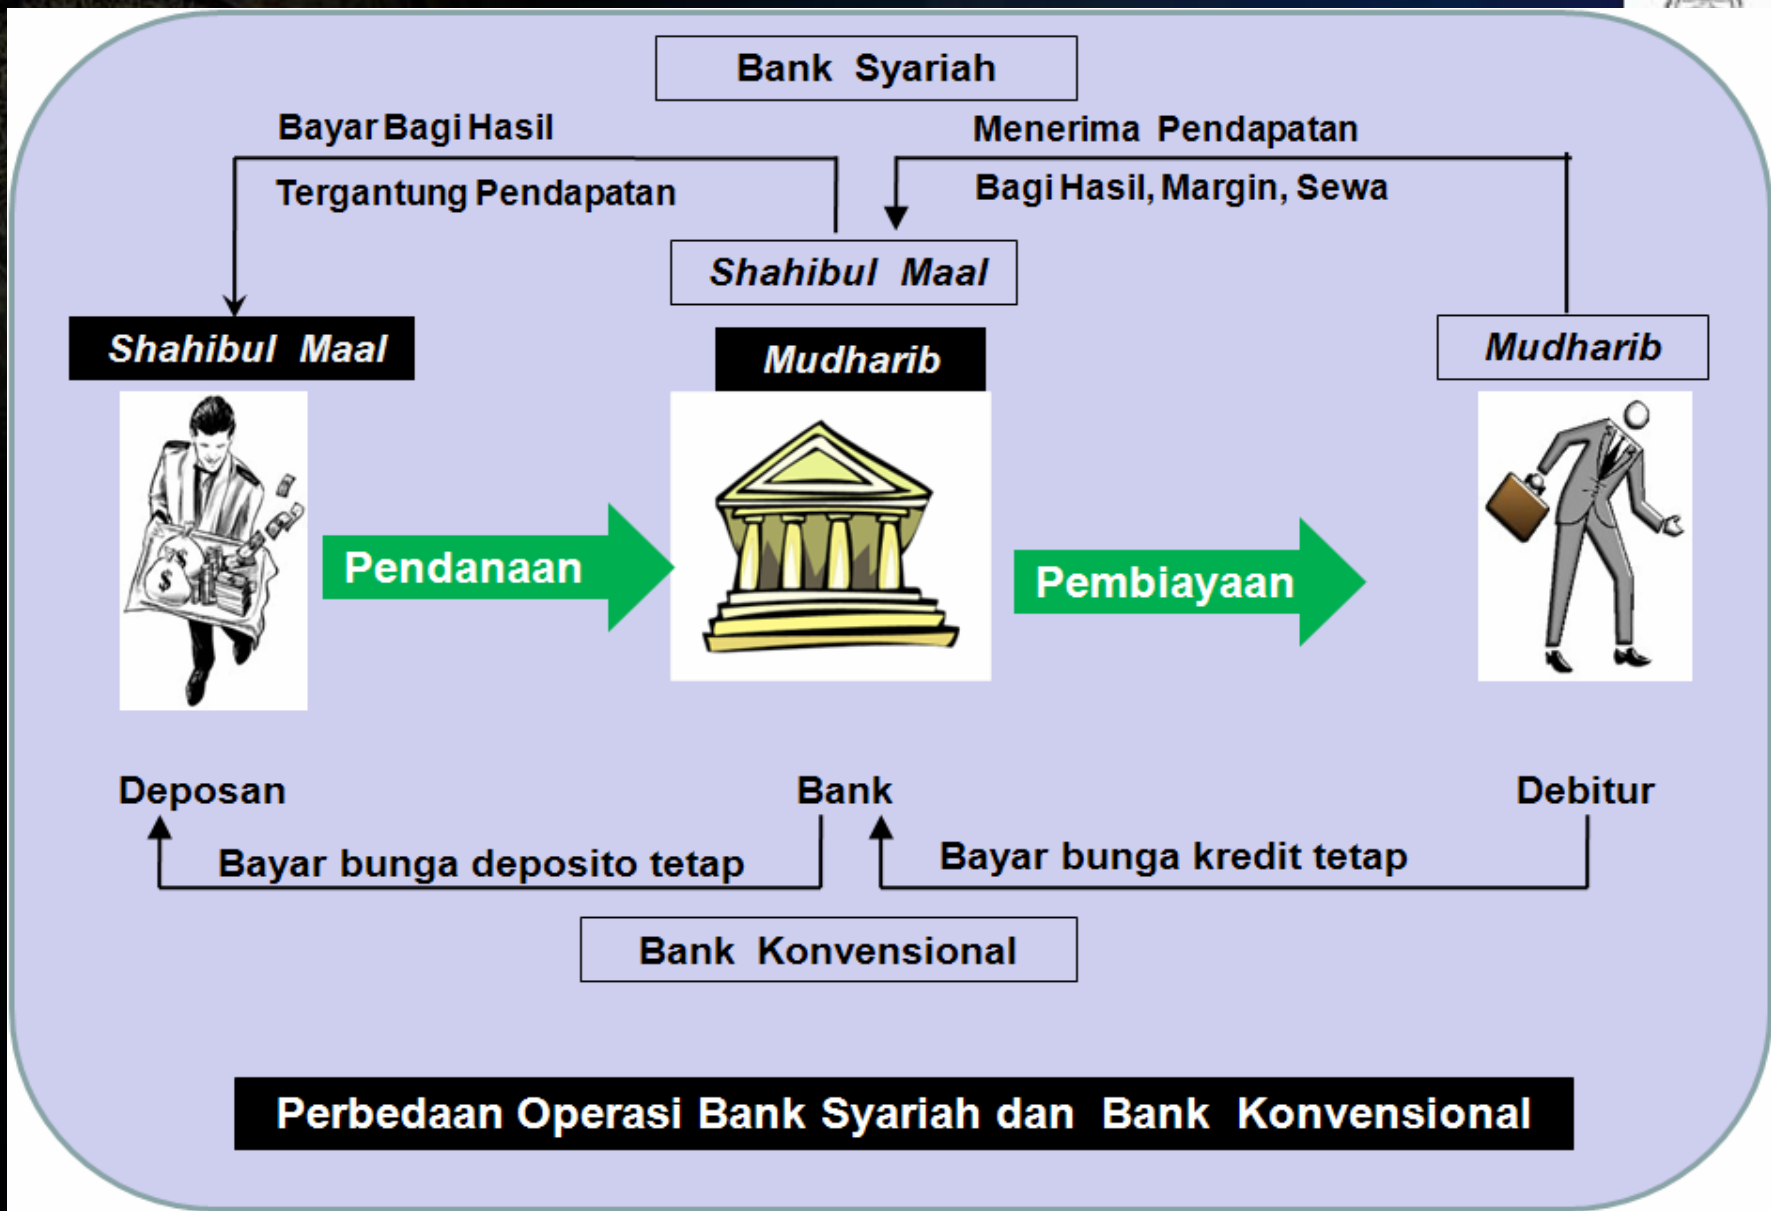 Bank Syariah
Bayar Bagi Hasil
Tergantung Pendapatan
Menerima Pendapatan
Bagi Hasil, Margin, Sewa
Shahibul Maal
Shahibul Maal
Mudharib
Mudharib
$
$
Pendanaan
Pembiayaan
Deposan
Bank
Debitur
Bayar bunga deposito tetap
Bayar bunga kredit tetap
Bank Konvensional
Perbedaan Operasi Bank Syariah dan Bank Konvensional